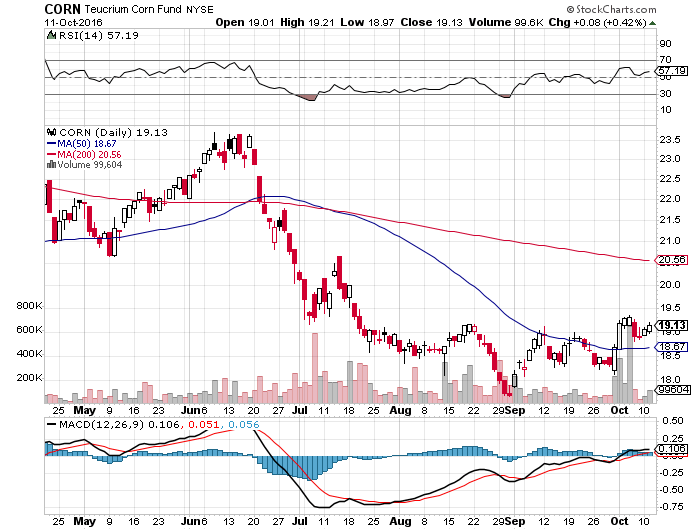 CORN Teucrium Corn Fund NYSE © StockCharts.com
11-Oct-2016 Open 19.01 High 19.21 Low 18.97 Close 19.13 Volume 99.6K Chg +0.08 (+0.42%)
RSI(14) 57.19
90
70
57.19
50
30
10
CORN (Daily) 19.13
MA(50) 18.67
MA(200) 20.56
Volume 99,604
23.5
23.0
22.5
22.0
21.5
21.0
20.56
20.0
19.5
19.13
19.0
18.67
18.5
18.0
99604
800K
600K
400K
200K
25 May 9 16 23 Jun 6 13 20 27 Jul 11 18 25 Aug 8 15 22 29 Sep 12 19 26 Oct 10
MACD(12,26,9) 0.106, 0.051, 0.056
0.50
0.25
0.106
0.00
-0.25
-0.50
-0.75
25 May 9 16 23 Jun 6 13 20 27 Jul 11 18 25 Aug 8 15 22 29 Sep 12 19 26 Oct 10